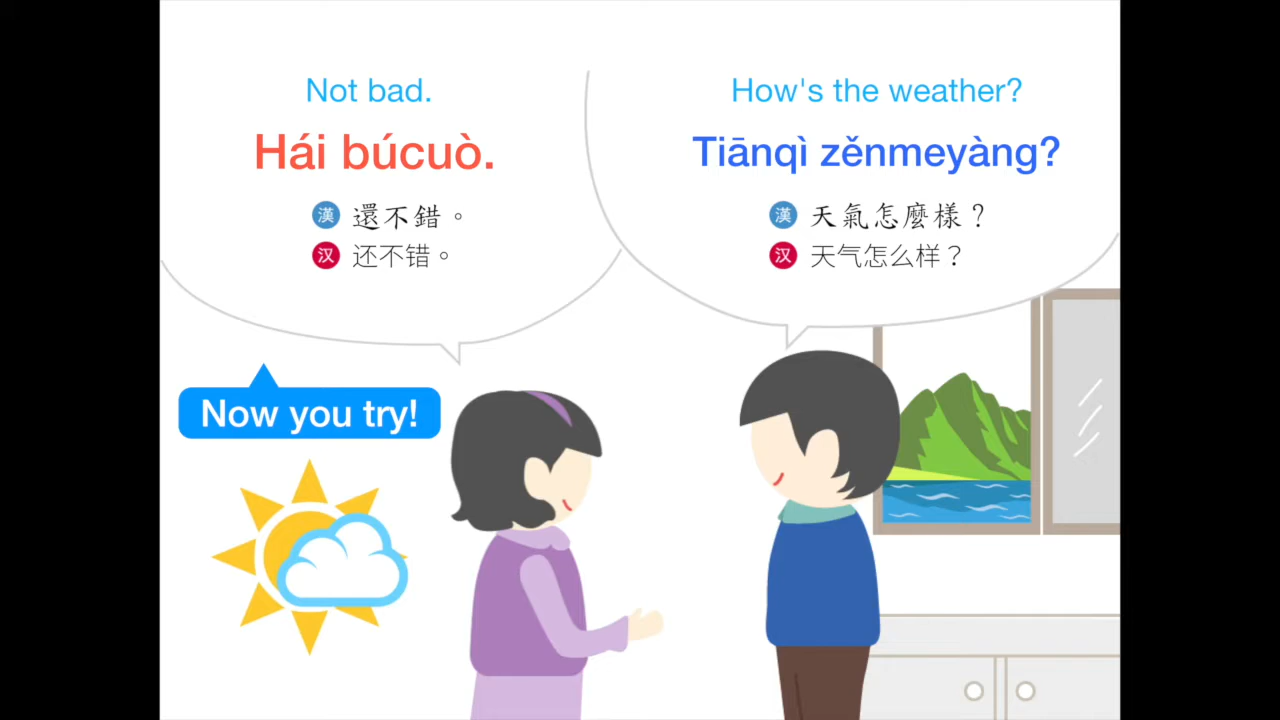 Not bad.
Hái búcuò.
漢 還不錯。
汉 还不错。
Now you try!
How's the weather?
Tiānqì zěnmeyàng?
漢 天氣怎麼樣？
汉 天气怎么样？